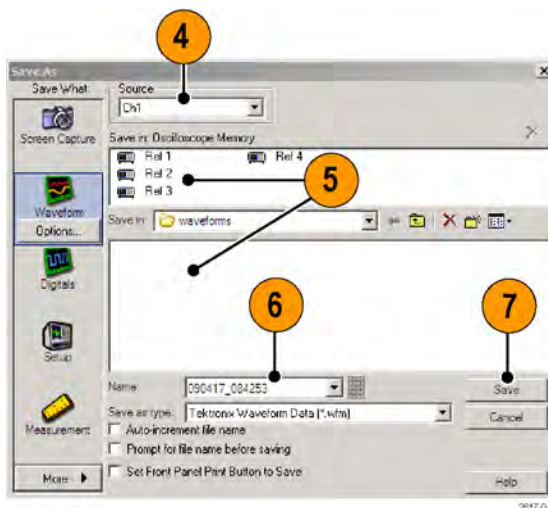 4
Save As
Save What:
Source
Ch1
Screen Capture
Save in: Oscilloscope Memory
Ref 1
Ref 4
Ref 2
Ref 3
5
Waveform
Options...
Save in:
waveforms
Digitals
6
7
Setup
Name:
090417_084253
Save
Save as type:
Tektronix Waveform Data (*.wfm)
Cancel
Measurement
Auto-increment file name
Prompt for file name before saving
Set Front Panel Print Button to Save
More
Help